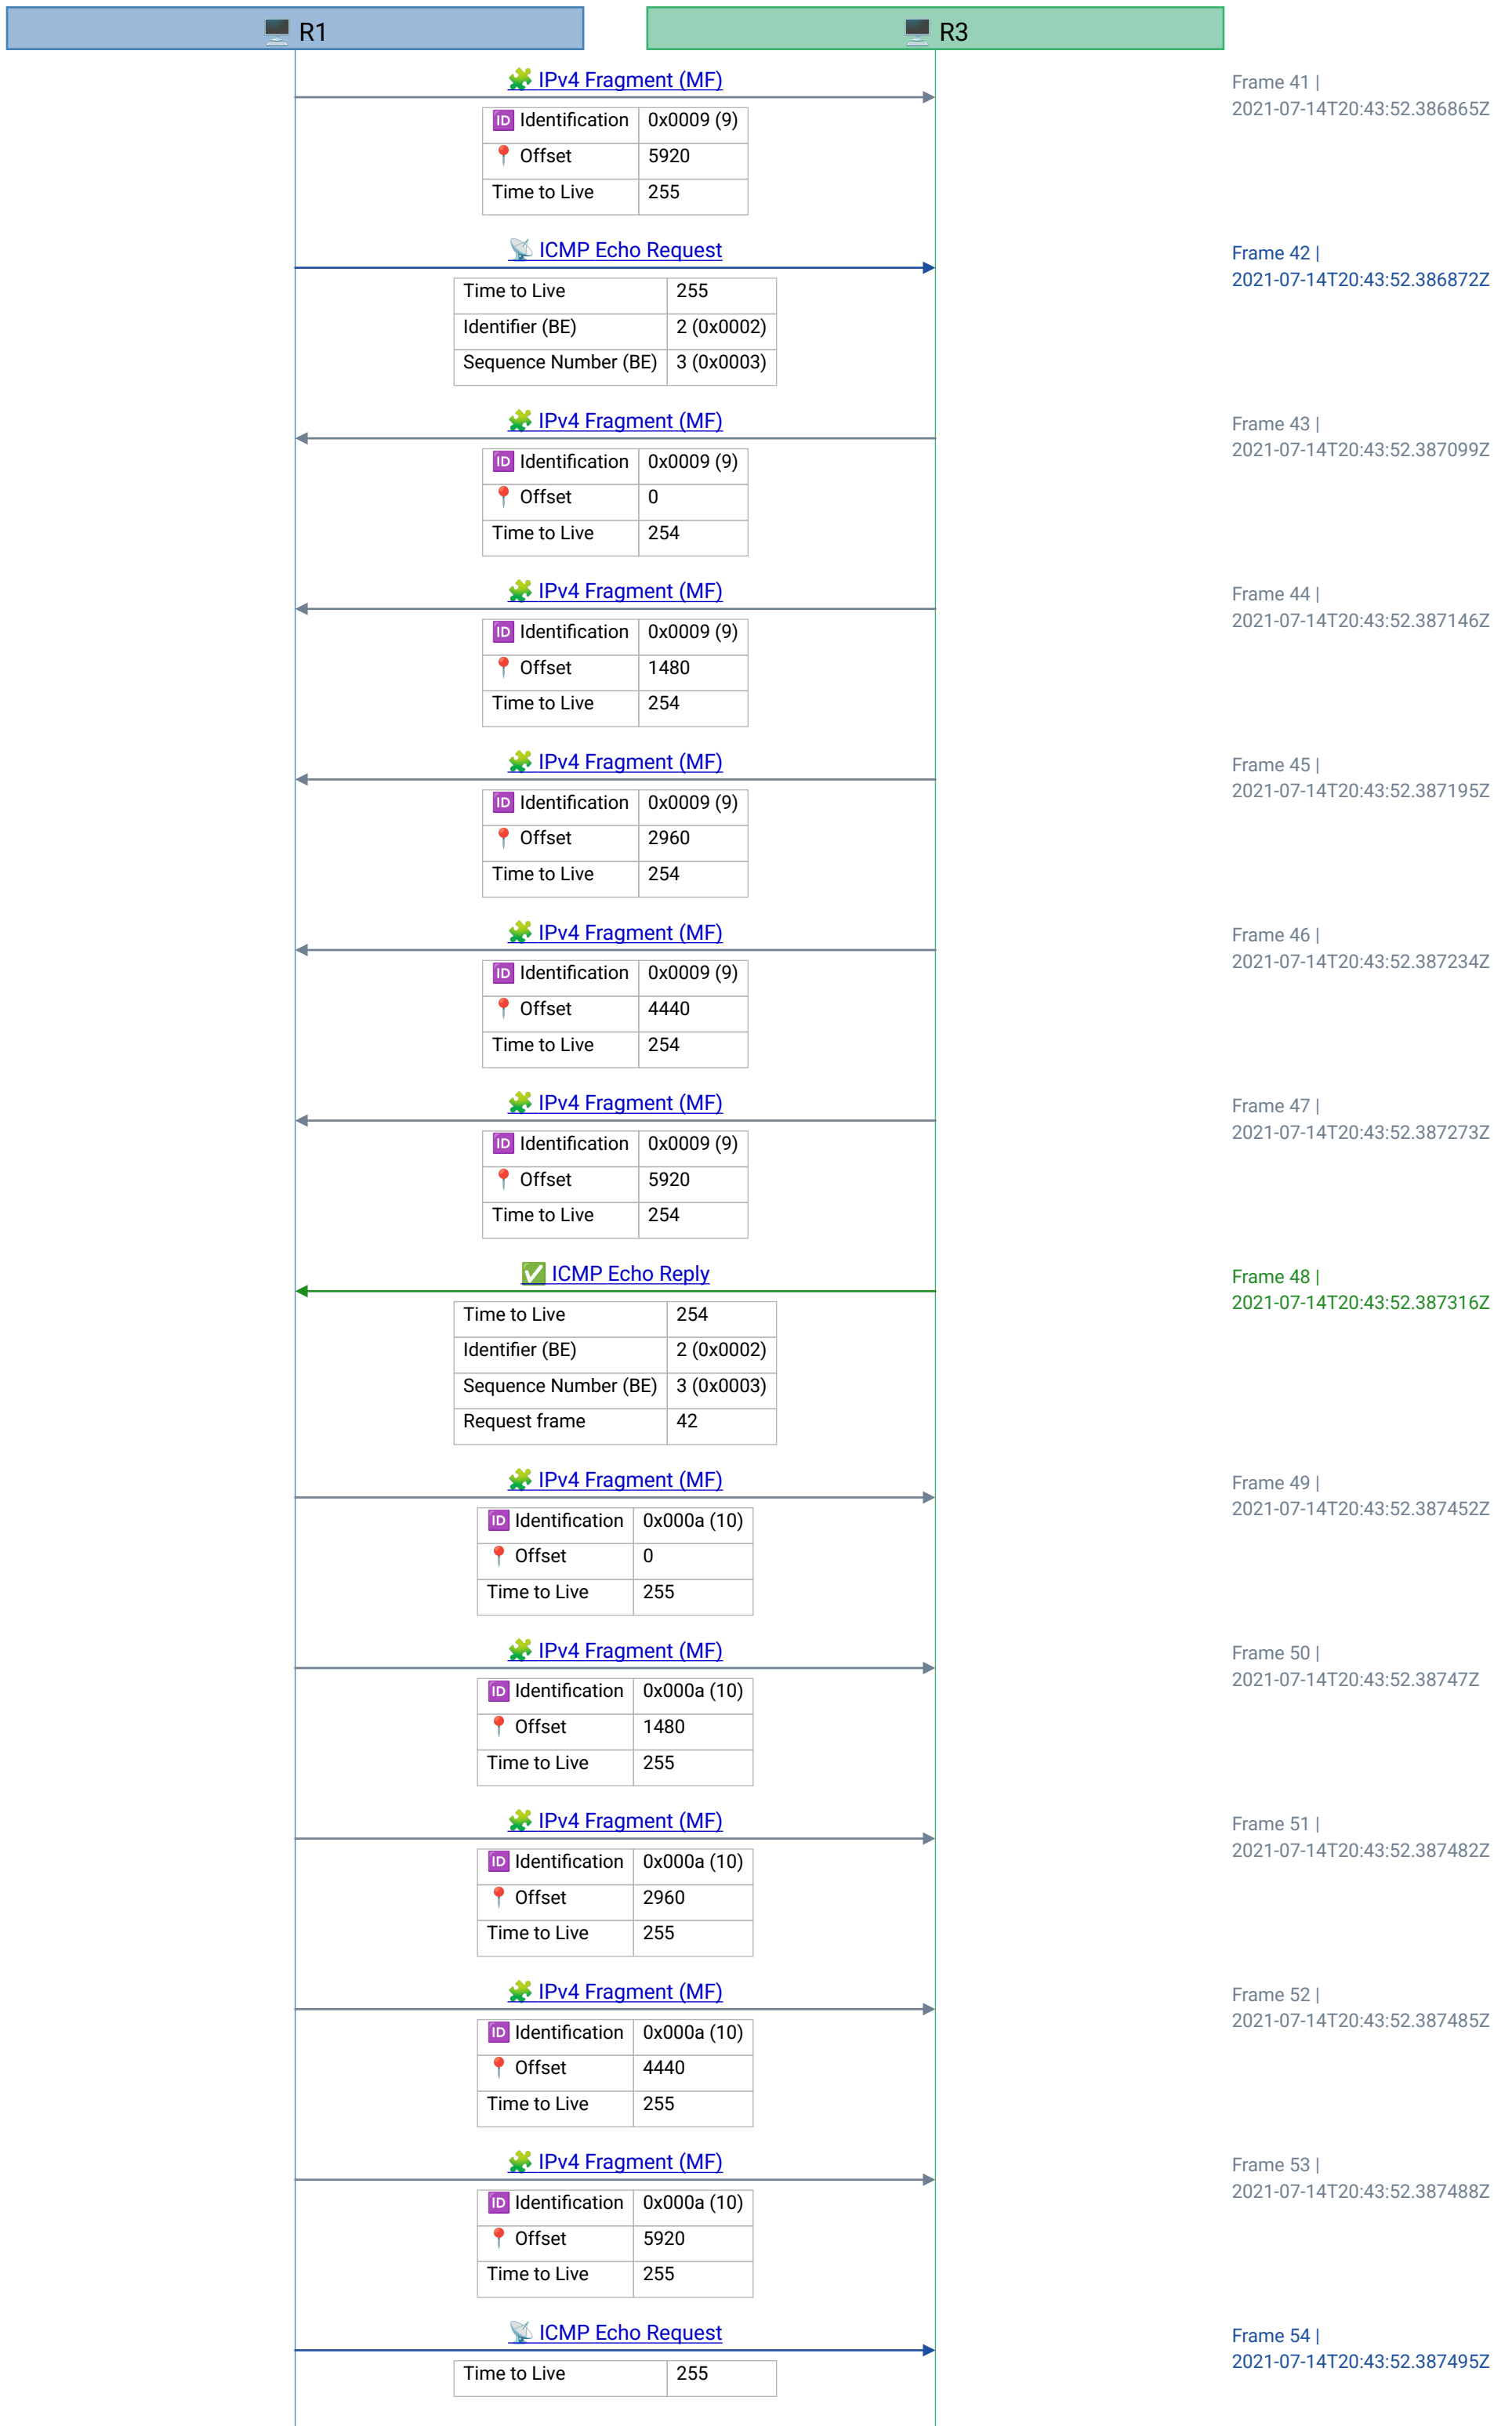 R1
R3
IPv4 Fragment (MF)
Frame 41 |
2021-07-14T20:43:52.386865Z
🆔 Identification 0x0009 (9)
📍 Offset 5920
Time to Live 255
ICMP Echo Request
Frame 42 |
2021-07-14T20:43:52.386872Z
Time to Live 255
Identifier (BE) 2 (0x0002)
Sequence Number (BE) 3 (0x0003)
IPv4 Fragment (MF)
Frame 43 |
2021-07-14T20:43:52.387099Z
🆔 Identification 0x0009 (9)
📍 Offset 0
Time to Live 254
IPv4 Fragment (MF)
Frame 44 |
2021-07-14T20:43:52.387146Z
🆔 Identification 0x0009 (9)
📍 Offset 1480
Time to Live 254
IPv4 Fragment (MF)
Frame 45 |
2021-07-14T20:43:52.387195Z
🆔 Identification 0x0009 (9)
📍 Offset 2960
Time to Live 254
IPv4 Fragment (MF)
Frame 46 |
2021-07-14T20:43:52.387234Z
🆔 Identification 0x0009 (9)
📍 Offset 4440
Time to Live 254
IPv4 Fragment (MF)
Frame 47 |
2021-07-14T20:43:52.387273Z
🆔 Identification 0x0009 (9)
📍 Offset 5920
Time to Live 254
ICMP Echo Reply
Frame 48 |
2021-07-14T20:43:52.387316Z
Time to Live 254
Identifier (BE) 2 (0x0002)
Sequence Number (BE) 3 (0x0003)
Request frame 42
IPv4 Fragment (MF)
Frame 49 |
2021-07-14T20:43:52.387452Z
🆔 Identification 0x000a (10)
📍 Offset 0
Time to Live 255
IPv4 Fragment (MF)
Frame 50 |
2021-07-14T20:43:52.38747Z
🆔 Identification 0x000a (10)
📍 Offset 1480
Time to Live 255
IPv4 Fragment (MF)
Frame 51 |
2021-07-14T20:43:52.387482Z
🆔 Identification 0x000a (10)
📍 Offset 2960
Time to Live 255
IPv4 Fragment (MF)
Frame 52 |
2021-07-14T20:43:52.387485Z
🆔 Identification 0x000a (10)
📍 Offset 4440
Time to Live 255
IPv4 Fragment (MF)
Frame 53 |
2021-07-14T20:43:52.387488Z
🆔 Identification 0x000a (10)
📍 Offset 5920
Time to Live 255
ICMP Echo Request
Frame 54 |
2021-07-14T20:43:52.387495Z
Time to Live 255